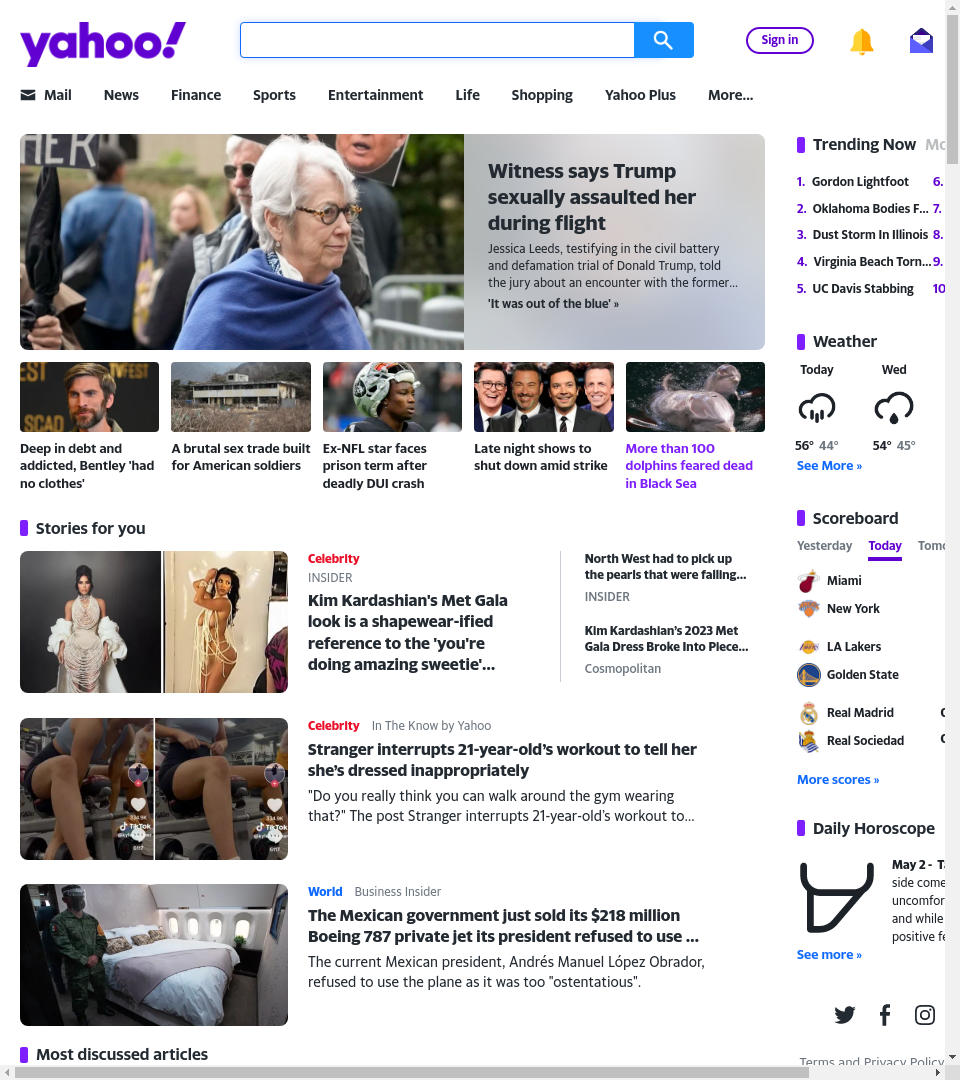 yahoo!
Sign in
Mail
News
Finance
Sports
Entertainment
Life
Shopping
Yahoo Plus
More...
HER
Witness says Trump
sexually assaulted her
during flight
Jessica Leeds, testifying in the civil battery
and defamation trial of Donald Trump, told
the jury about an encounter with the former...
'It was out of the blue' »
EST
TVFEST
SCAD
Deep in debt and
addicted, Bentley 'had
no clothes'
A brutal sex trade built
for American soldiers
Ex-NFL star faces
prison term after
deadly DUI crash
Late night shows to
shut down amid strike
More than 100
dolphins feared dead
in Black Sea
Stories for you
Celebrity
INSIDER
Kim Kardashian's Met Gala
look is a shapewear-ified
reference to the 'you're
doing amazing sweetie'...
North West had to pick up
the pearls that were falling...
INSIDER
Kim Kardashian's 2023 Met
Gala Dress Broke Into Piece...
Cosmopolitan
334.9K
TikTok
6117
334.9K
TikTok
6117
Celebrity In The Know by Yahoo
Stranger interrupts 21-year-old’s workout to tell her
she’s dressed inappropriately
"Do you really think you can walk around the gym wearing
that?" The post Stranger interrupts 21-year-old’s workout to...
World Business Insider
The Mexican government just sold its $218 million
Boeing 787 private jet its president refused to use ...
The current Mexican president, Andrés Manuel López Obrador,
refused to use the plane as it was too "ostentatious".
Most discussed articles
Trending Now
1. Gordon Lightfoot 6.
2. Oklahoma Bodies F... 7.
3. Dust Storm In Illinois 8.
4. Virginia Beach Torn... 9.
5. UC Davis Stabbing 10
Weather
Today Wed
56° 44° 54° 45°
See More »
Scoreboard
Yesterday Today Tomo
Miami
New York
LA Lakers
Golden State
Real Madrid
Real Sociedad
More scores »
Daily Horoscope
May 2 - Ta
side come
uncomfor
and while
positive fe
See more »
Terms and Privacy Policy